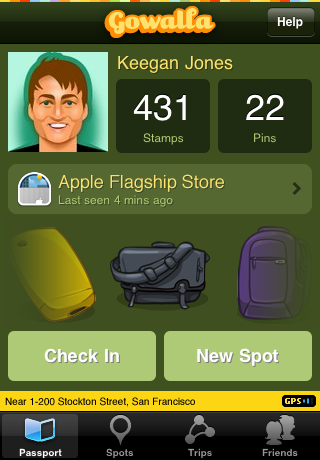 Gowalla
Help
Keegan Jones
431
Stamps
22
Pins
Apple Flagship Store
Last seen 4 mins ago
Check In
New Spot
Near 1-200 Stockton Street, San Francisco
GPS
Passport
Spots
Trips
Friends